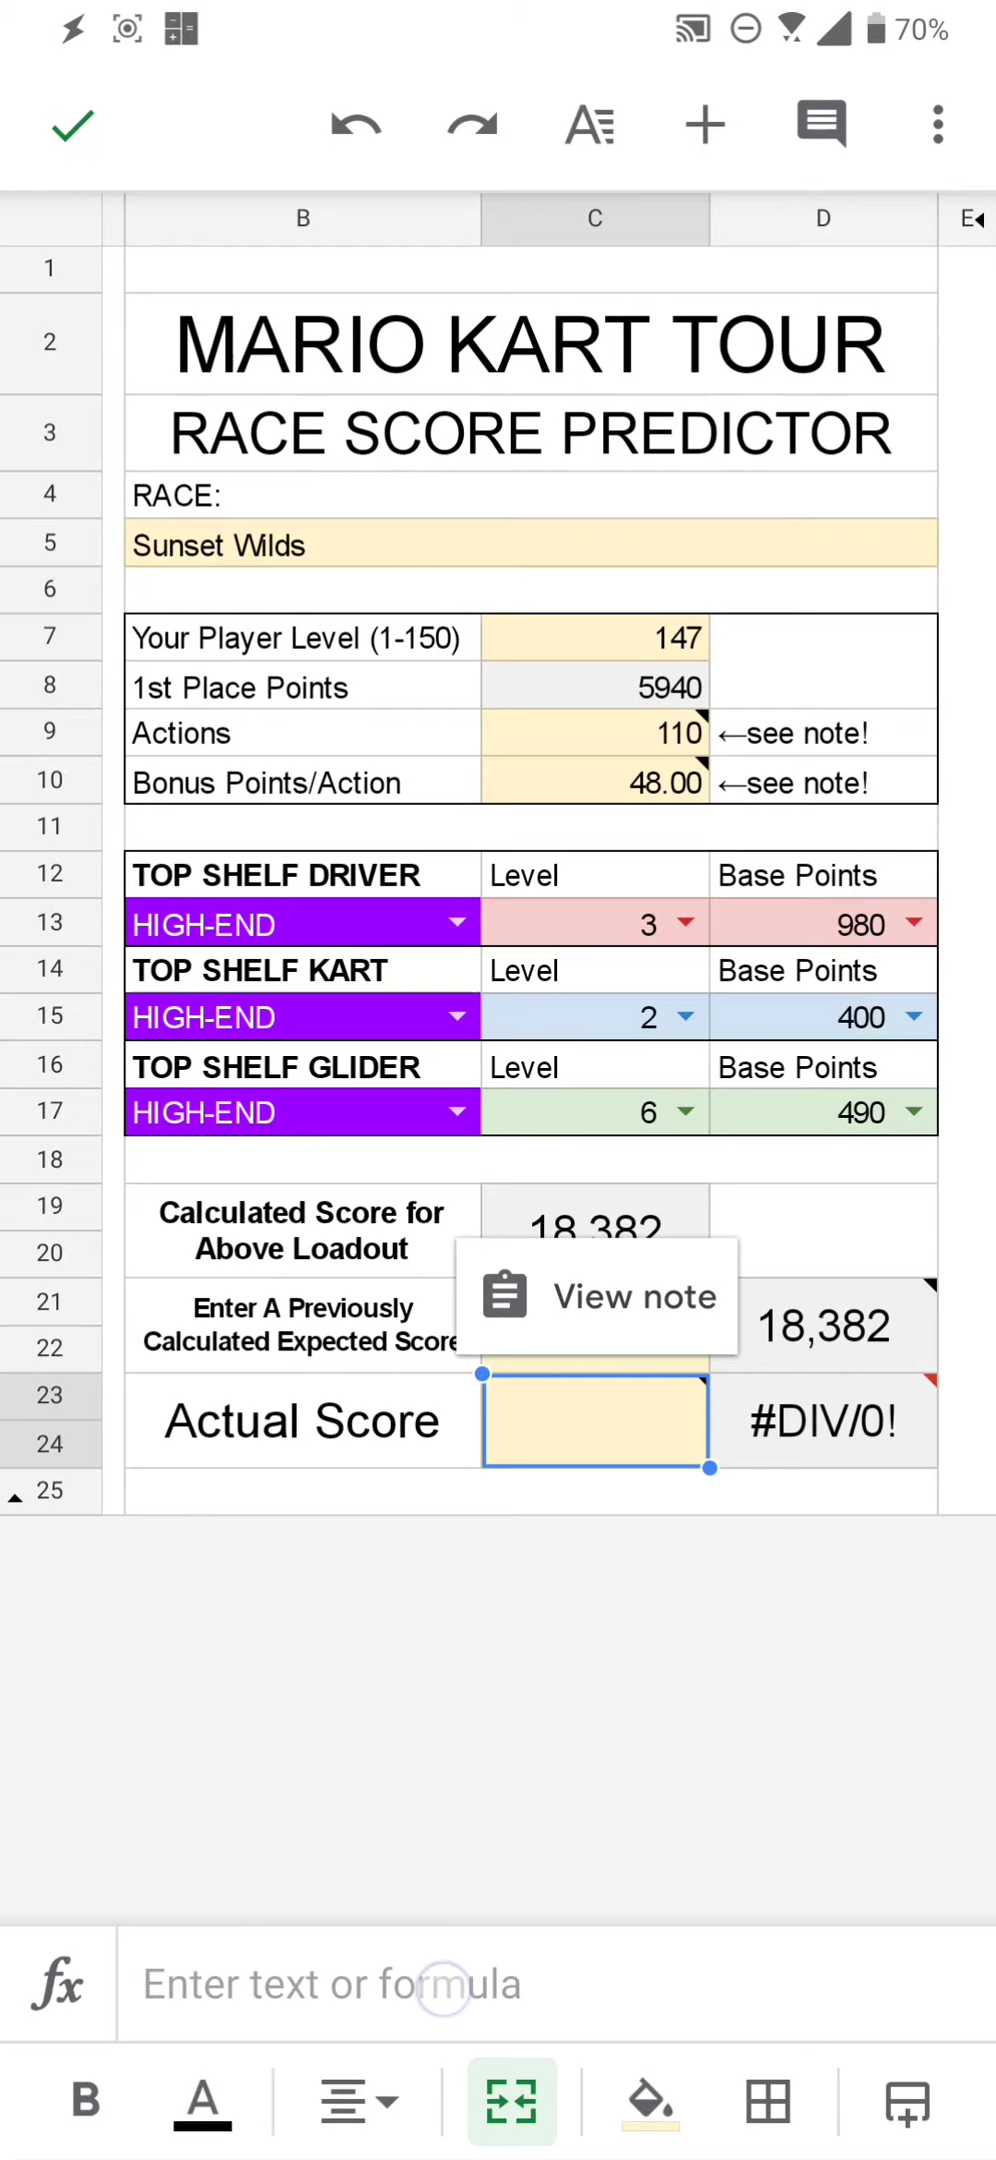 70%
B C D E
1
2 MARIO KART TOUR
3 RACE SCORE PREDICTOR
4 RACE:
5 Sunset Wilds
6
7 Your Player Level (1-150) 147
8 1st Place Points 5940
9 Actions 110 ←see note!
10 Bonus Points/Action 48.00 ←see note!
11
12 TOP SHELF DRIVER Level Base Points
13 HIGH-END 3 980
14 TOP SHELF KART Level Base Points
15 HIGH-END 2 400
16 TOP SHELF GLIDER Level Base Points
17 HIGH-END 6 490
18
19 Calculated Score for 18,382
20 Above Loadout
View note
21 Enter A Previously 18,382
22 Calculated Expected Score
23 Actual Score #DIV/0!
24
25
fx Enter text or formula
B A